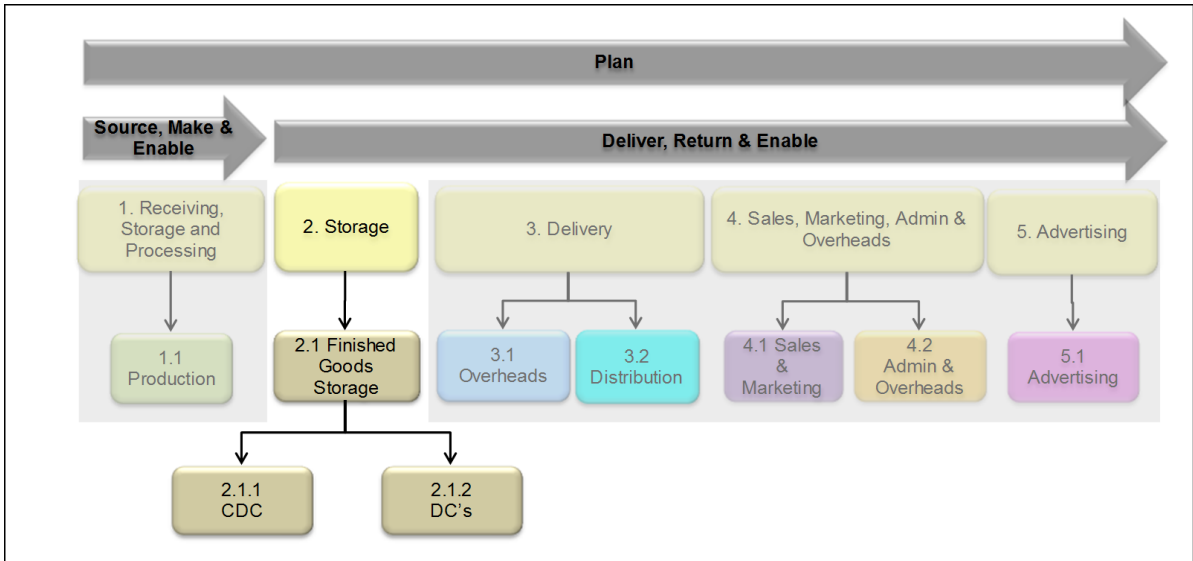 Plan
Source, Make &
Enable
Deliver, Return & Enable
1. Receiving,
Storage and
Processing
2. Storage
3. Delivery
4. Sales, Marketing, Admin &
Overheads
5. Advertising
1.1
Production
2.1 Finished
Goods
Storage
3.1
Overheads
3.2
Distribution
4.1 Sales
&
Marketing
4.2
Admin &
Overheads
5.1
Advertising
2.1.1
CDC
2.1.2
DC’s